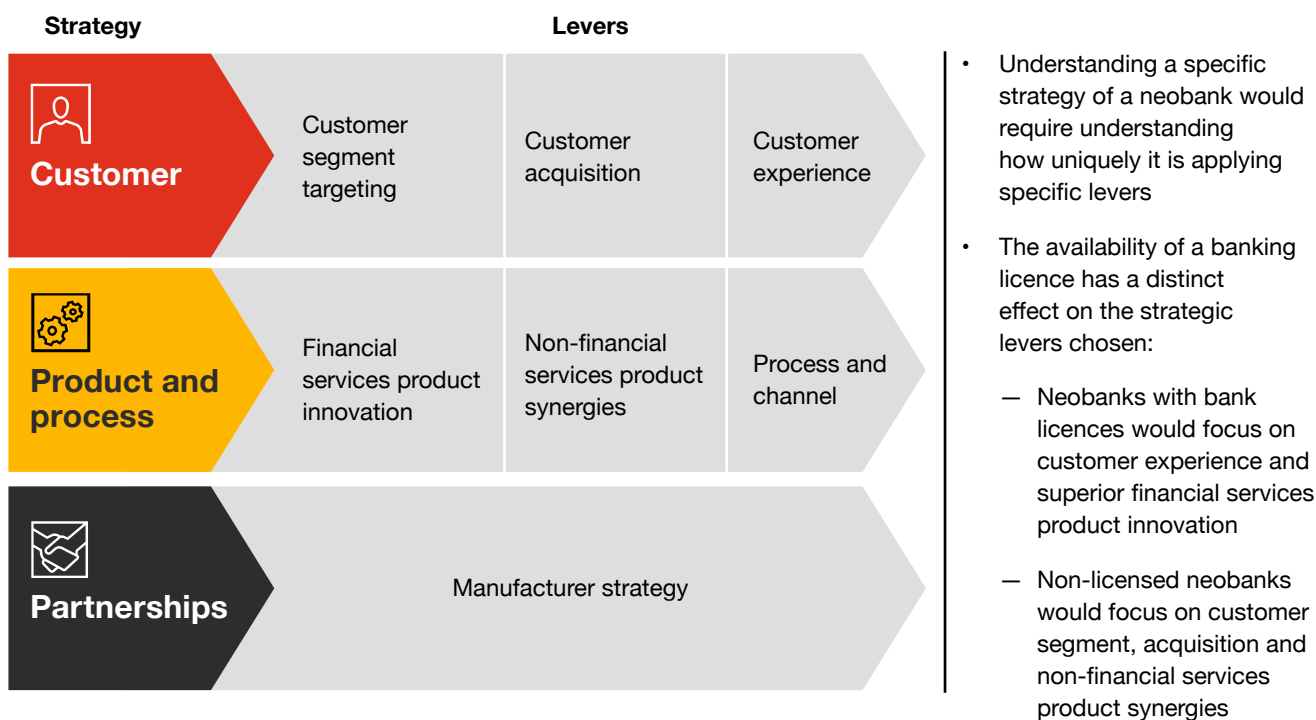 Strategy
Levers
Customer
Customer
segment
targeting
Customer
acquisition
Customer
experience
Product and
process
Financial
services product
innovation
Non-financial
services product
synergies
Process and
channel
Partnerships
Manufacturer strategy
• Understanding a specific
strategy of a neobank would
require understanding
how uniquely it is applying
specific levers
• The availability of a banking
licence has a distinct
effect on the strategic
levers chosen:
— Neobanks with bank
licences would focus on
customer experience and
superior financial services
product innovation
— Non-licensed neobanks
would focus on customer
segment, acquisition and
non-financial services
product synergies